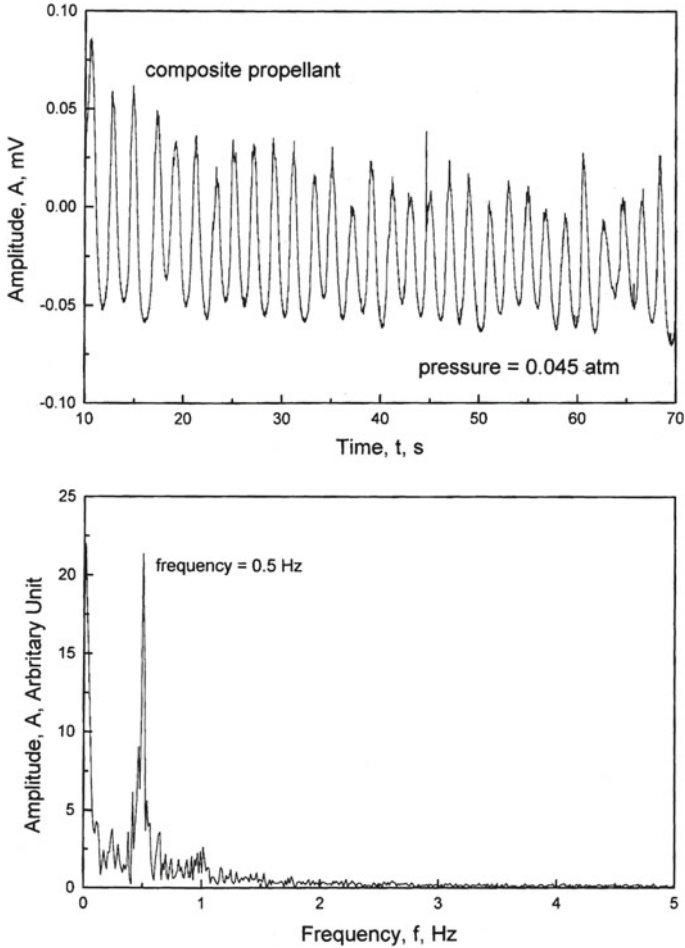 0.10
composite propellant
0.05
Amplitude, A, mV
0.00
-0.05
pressure = 0.045 atm
-0.10
10 20 30 40 50 60 70
Time, t, s
25
frequency = 0.5 Hz
20
Amplitude, A, Arbritary Unit
15
10
5
0
0 1 2 3 4 5
Frequency, f, Hz